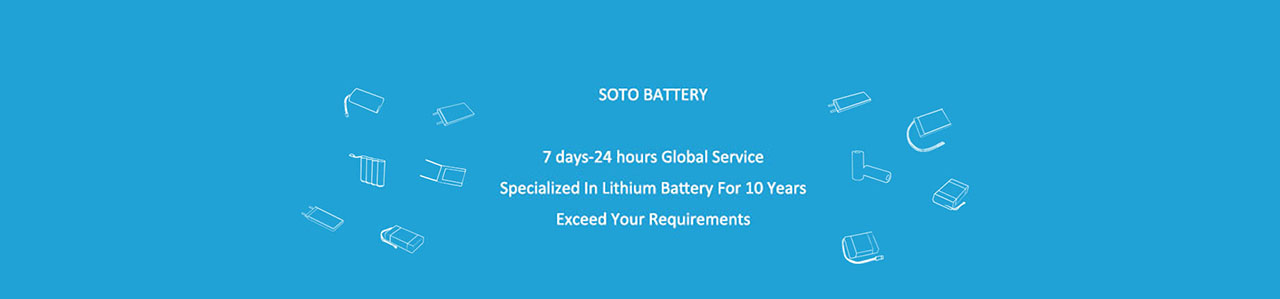 SOTO BATTERY
7 days-24 hours Global Service
Specialized In Lithium Battery For 10 Years
Exceed Your Requirements